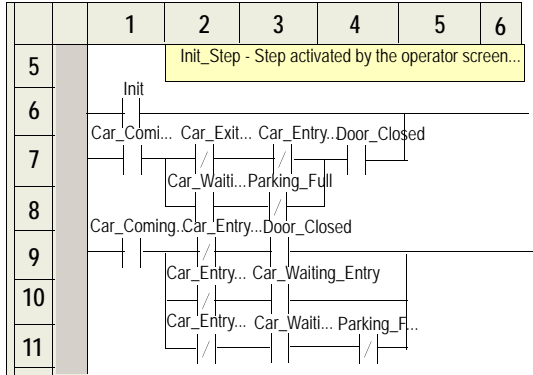 1 2 3 4 5 6
5 Init_Step - Step activated by the operator screen...
Init
6
Car_Comi... Car_Exit... Car_Entry... Door_Closed
7
Car_Waiti... Parking_Full
8
Car_Coming... Car_Entry... Door_Closed
9
Car_Entry... Car_Waiting_Entry
10
Car_Entry... Car_Waiti... Parking_F...
11